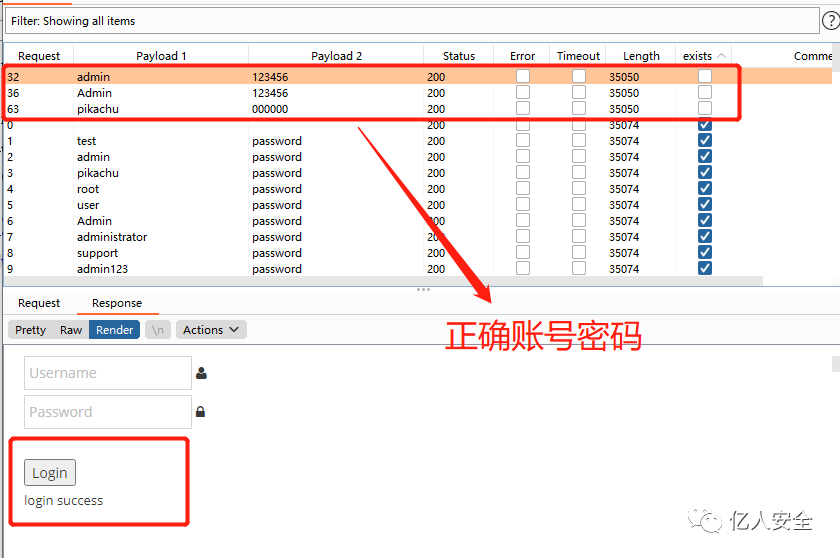 Filter: Showing all items
?
Request Payload 1 Payload 2 Status Error Timeout Length exists Comme
32 admin 123456 200 35050
36 Admin 123456 200 35050
63 pikachu 000000 200 35050
0 200 35074
1 test password 200 35074
2 admin password 200 35074
3 pikachu password 200 35074
4 root password 200 35074
5 user password 200 35074
6 Admin password 200 35074
7 administrator password 200 35074
8 support password 200 35074
9 admin123 password 200 35074
Request Response
正确账号密码
Pretty Raw Render \n Actions
Username
Password
Login
login success
亿人安全